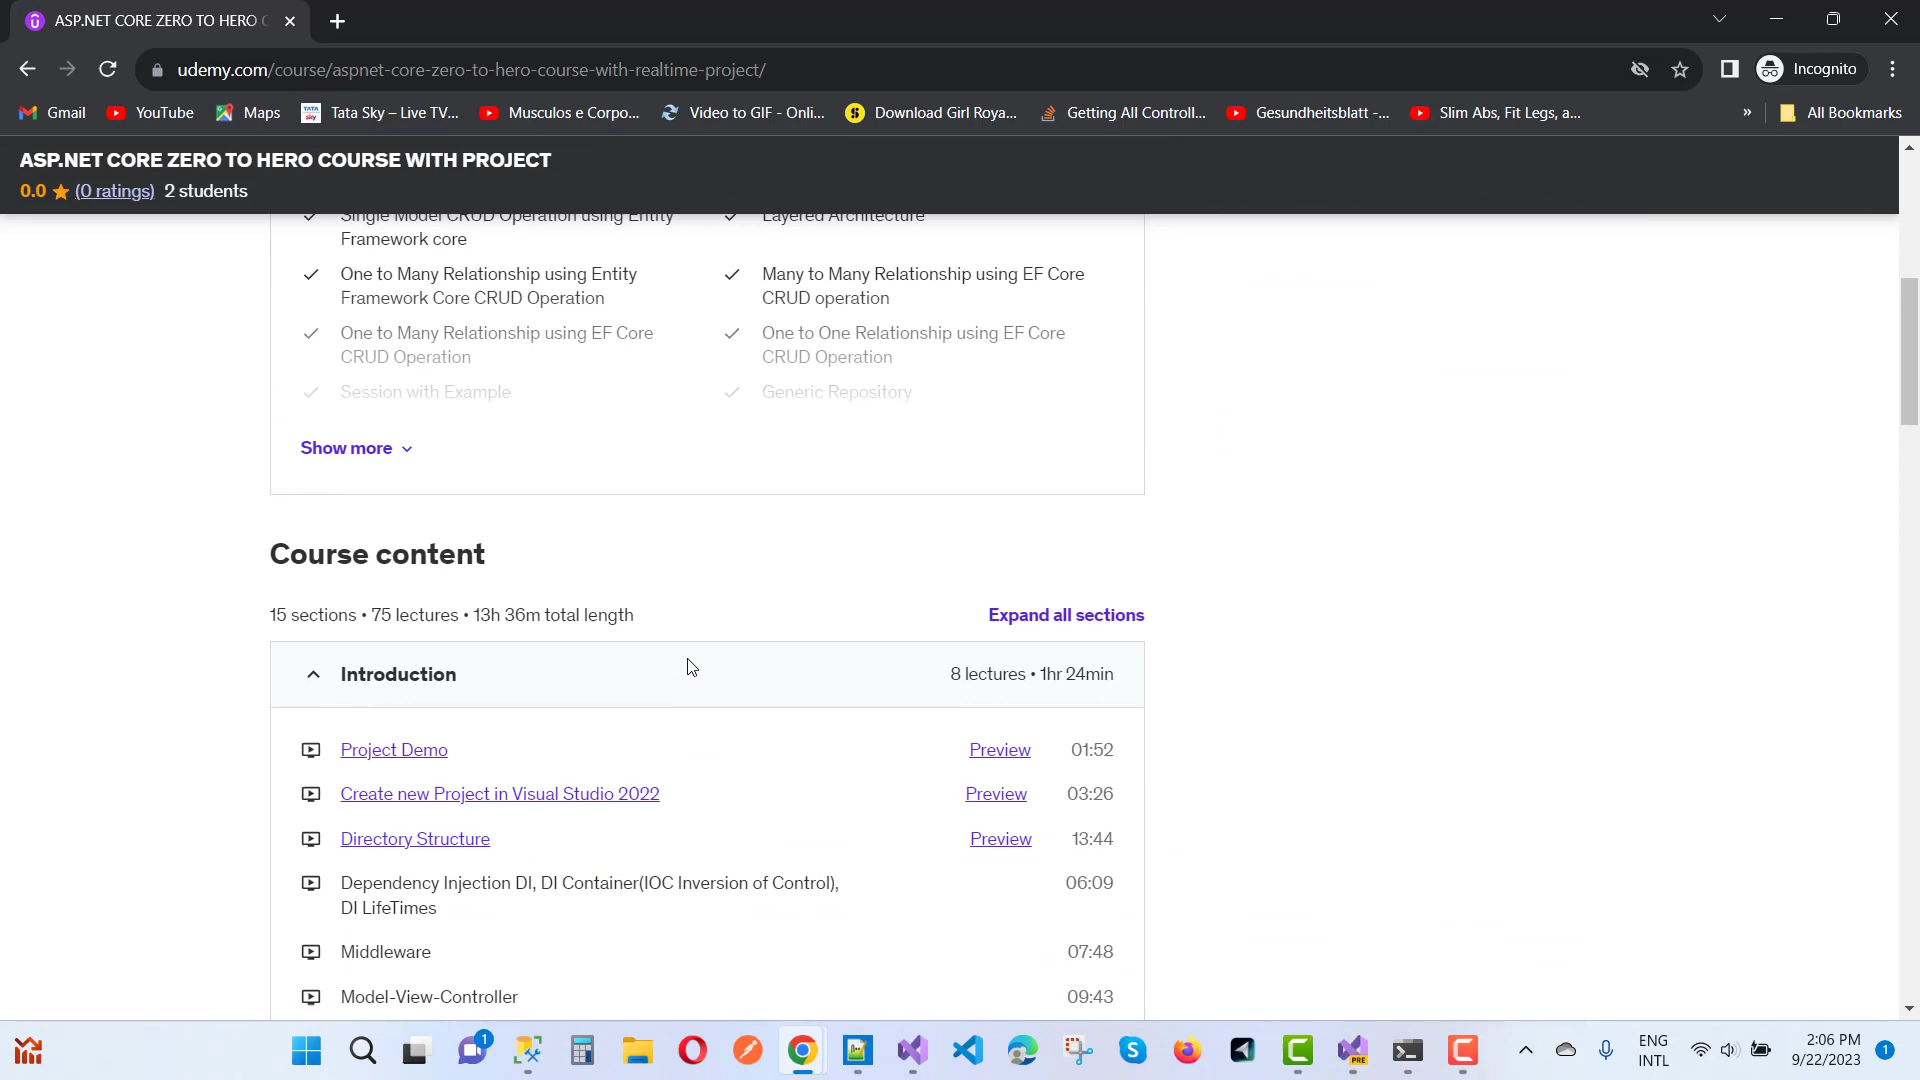 ASP.NET CORE ZERO TO HERO C
udemy.com/course/aspnet-core-zero-to-hero-course-with-realtime-project/
Incognito
Gmail YouTube Maps Tata Sky – Live TV... Musculos e Corpo... Video to GIF - Onli... Download Girl Roya... Getting All Controll... Gesundheitsblatt -... Slim Abs, Fit Legs, a... » All Bookmarks
ASP.NET CORE ZERO TO HERO COURSE WITH PROJECT
0.0 (0 ratings) 2 students
Single Model CRUD Operation using Entity
Framework core
Layered Architecture
One to Many Relationship using Entity
Framework Core CRUD Operation
Many to Many Relationship using EF Core
CRUD operation
One to Many Relationship using EF Core
CRUD Operation
One to One Relationship using EF Core
CRUD Operation
Session with Example
Generic Repository
Show more
Course content
15 sections • 75 lectures • 13h 36m total length
Expand all sections
Introduction
8 lectures • 1hr 24min
Project Demo Preview 01:52
Create new Project in Visual Studio 2022 Preview 03:26
Directory Structure Preview 13:44
Dependency Injection DI, DI Container(IOC Inversion of Control), 06:09
DI LifeTimes
Middleware 07:48
Model-View-Controller 09:43
1
PRE
ENG
INTL
2:06 PM
9/22/2023
1